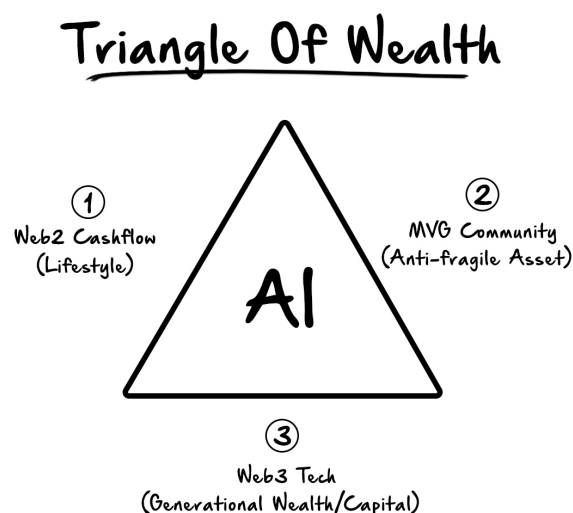 Triangle Of Wealth
1
Web2 Cashflow
(Lifestyle)
2
MVG Community
(Anti-fragile Asset)
AI
3
Web3 Tech
(Generational Wealth/Capital)